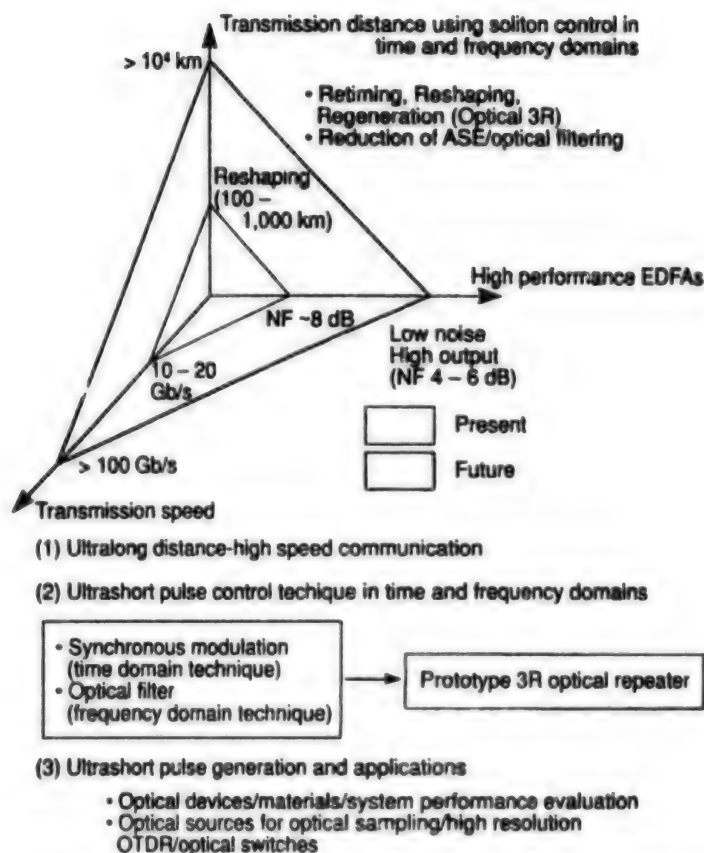 Transmission distance using soliton control in
time and frequency domains
> 10⁴ km
• Retiming, Reshaping,
Regeneration (Optical 3R)
• Reduction of ASE/optical filtering
Reshaping
(100 –
1,000 km)
High performance EDFAs
NF ~8 dB
Low noise
High output
(NF 4 – 6 dB)
10 – 20
Gb/s
Present
> 100 Gb/s
Future
Transmission speed
(1) Ultralong distance-high speed communication
(2) Ultrashort pulse control techique in time and frequency domains
• Synchronous modulation
(time domain technique)
• Optical filter
(frequency domain technique)
Prototype 3R optical repeater
(3) Ultrashort pulse generation and applications
• Optical devices/materials/system performance evaluation
• Optical sources for optical sampling/high resolution
OTDR/optical switches